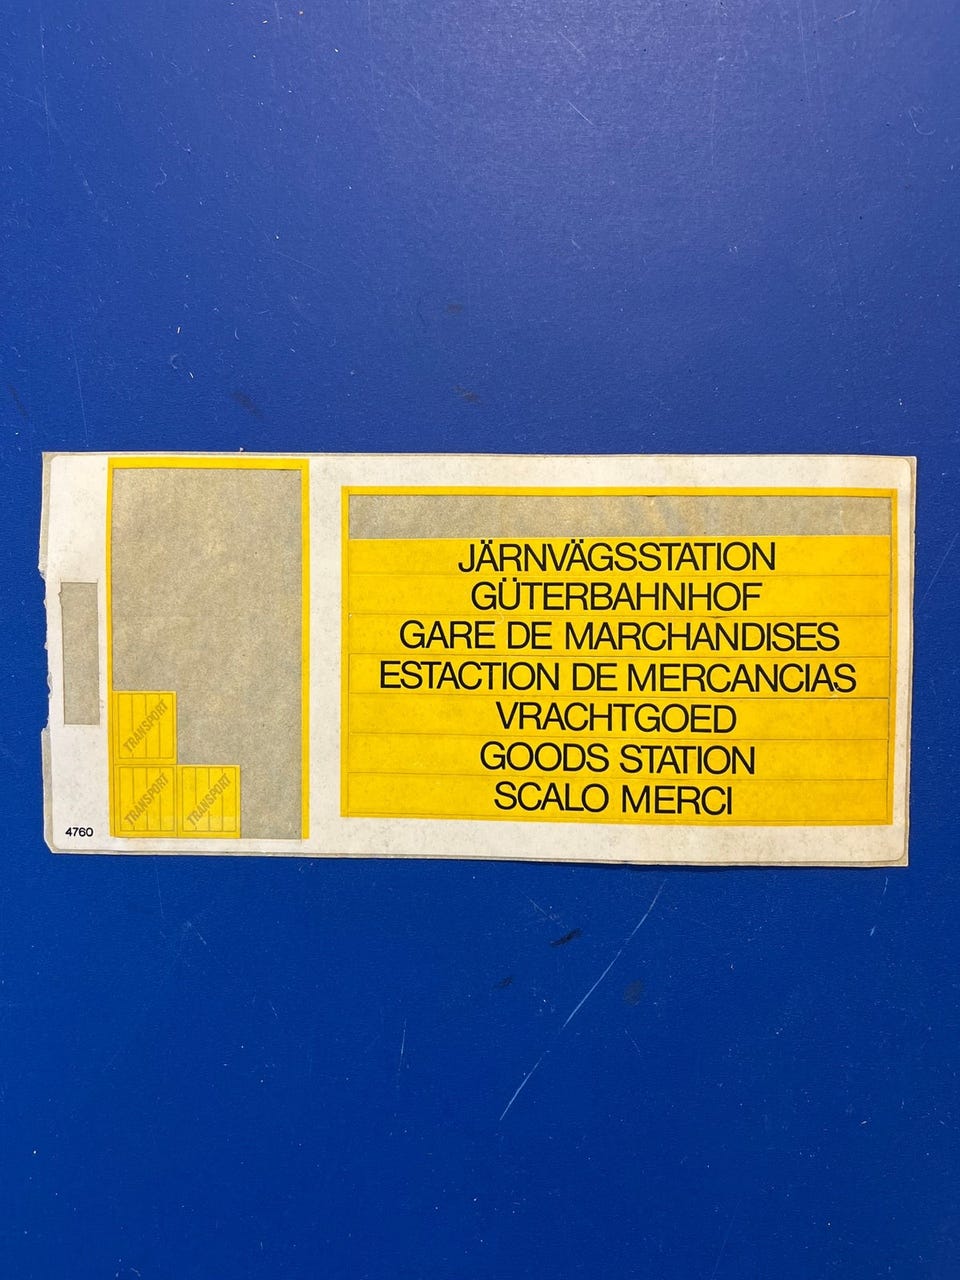 JÄRNVÄGSSTATION
GÜTERBAHNHOF
GARE DE MARCHANDISES
ESTACTION DE MERCANCIAS
VRACHTGOED
GOODS STATION
SCALO MERCI
TRANSPORT
TRANSPORT
TRANSPORT
4760